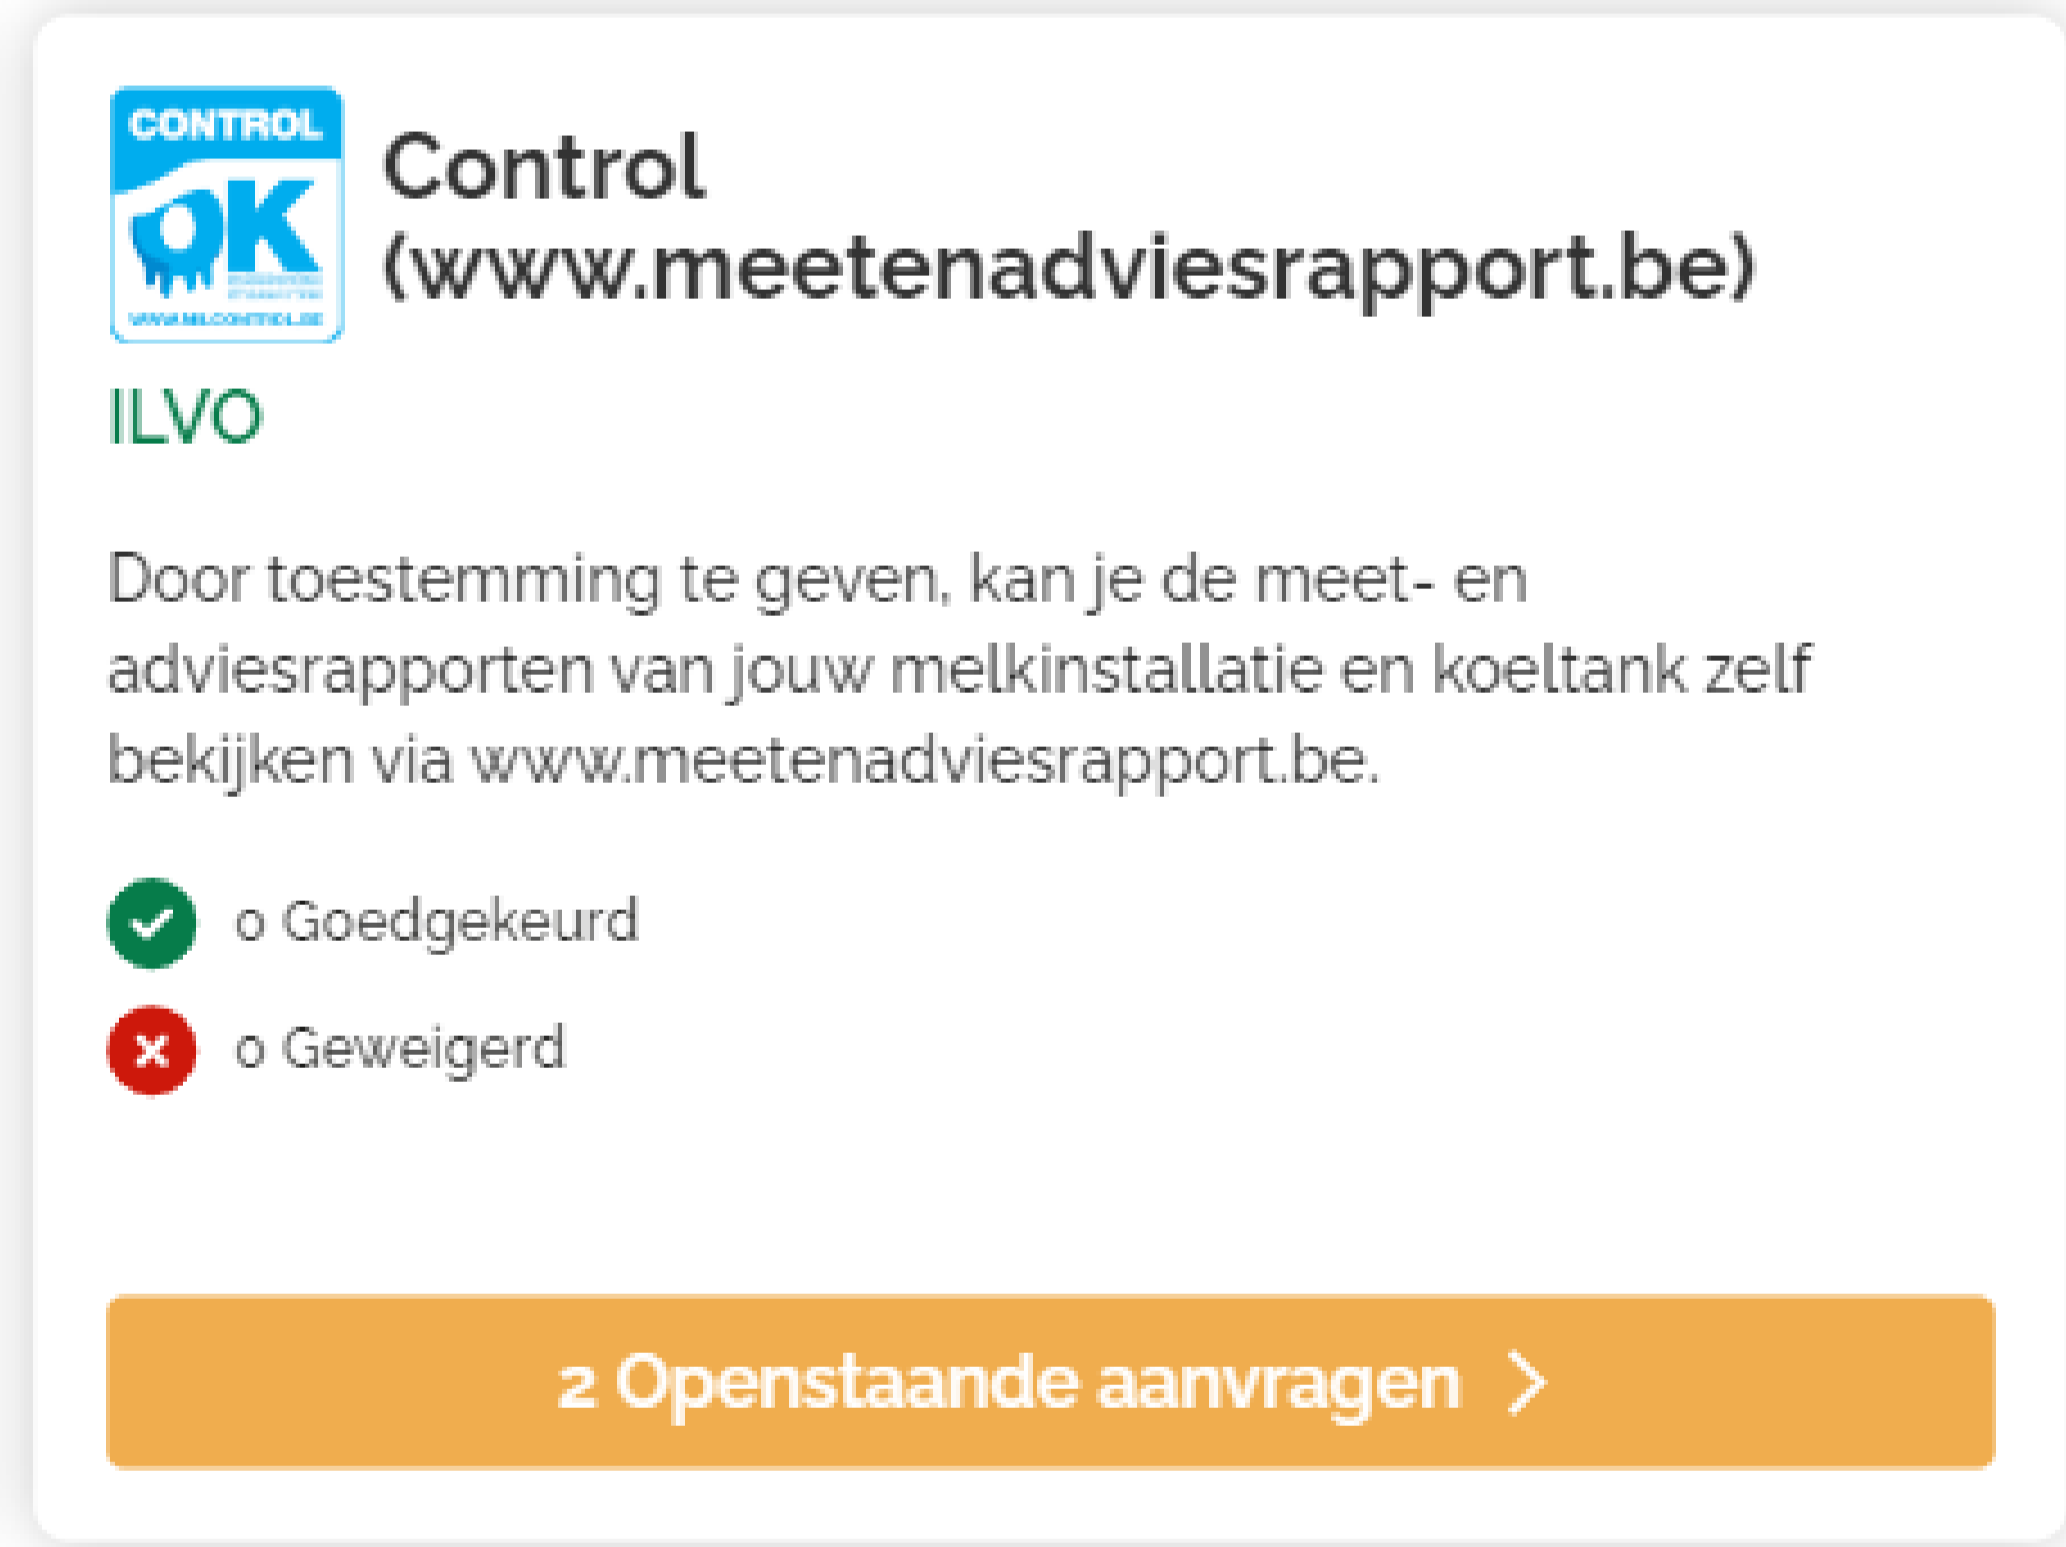 CONTROL
OK
Control
(www.meetenadviesrapport.be)
ILVO
Door toestemming te geven, kan je de meet- en
adviesrapporten van jouw melkinstallatie en koeltank zelf
bekijken via www.meetenadviesrapport.be.
0 Goedgekeurd
0 Geweigerd
2 Openstaande aanvragen